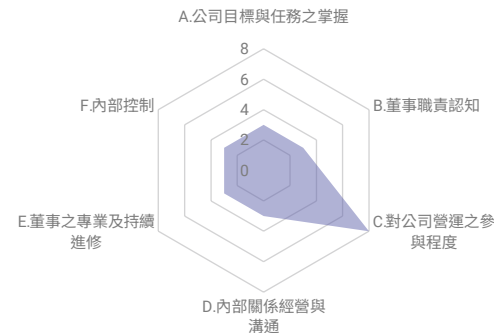 A.公司目標與任務之掌握
8
6
4
2
0
B.董事職責認知
C.對公司營運之參
與程度
D.內部關係經營與
溝通
E.董事之專業及持續
進修
F.內部控制